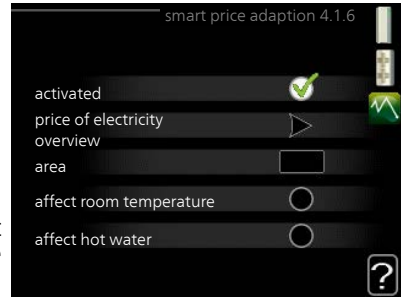 smart price adaption 4.1.6
activated
price of electricity
overview
area
affect room temperature
affect hot water
?